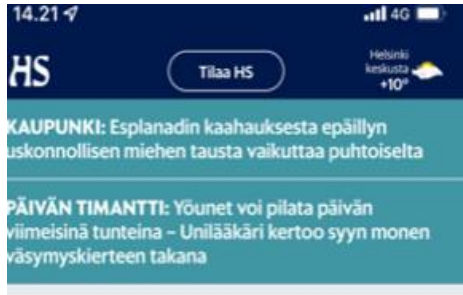 14.21
4G
HS
Tilaa HS
Helsinki
keskusta
+10°
KAUPUNKI: Esplanadin kaahauksesta epäillyn
uskonnollisen miehen tausta vaikuttaa puhtoiselta
PÄIVÄN TIMANTTI: Yöunet voi pilata päivän
viimeisinä tunteina – Unilääkäri kertoo syyn monen
väsymyskierteen takana